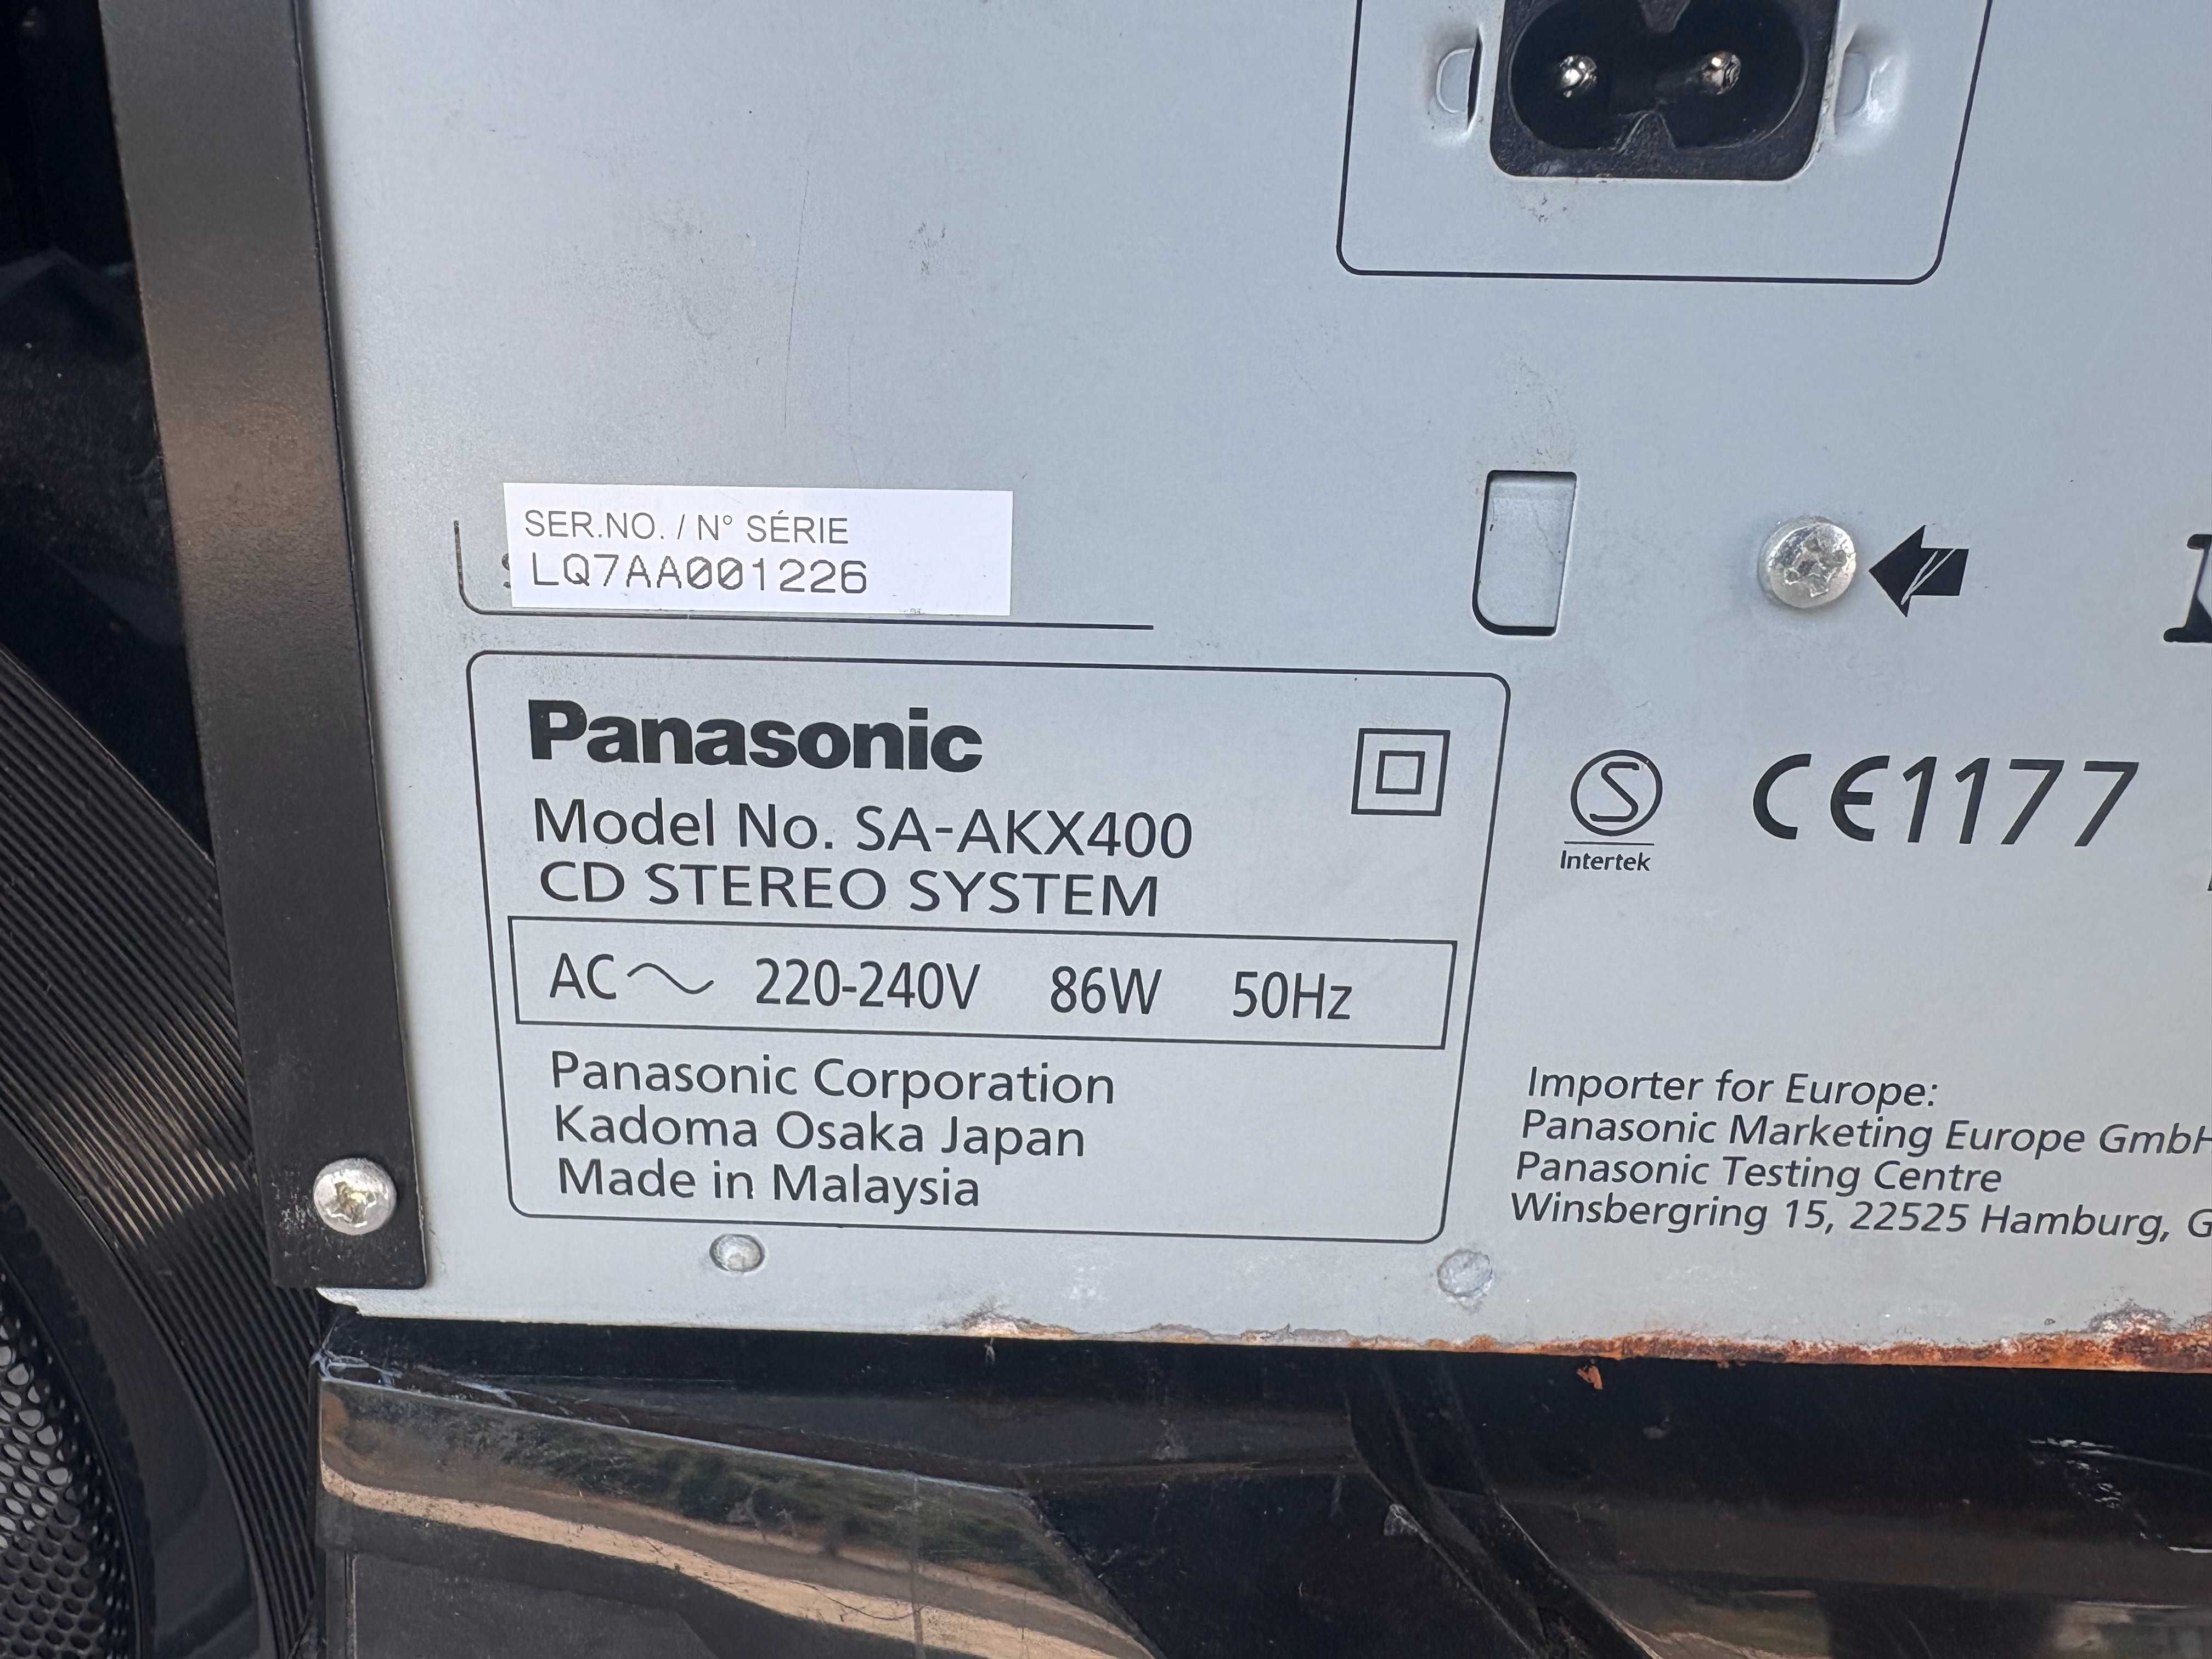 SER.NO. / N° SÉRIE
LQ7AA001226
Panasonic
Model No. SA-AKX400
CD STEREO SYSTEM
AC 220-240V 86W 50Hz
Panasonic Corporation
Kadoma Osaka Japan
Made in Malaysia
S
Intertek
CE1177
Importer for Europe:
Panasonic Marketing Europe GmbH
Panasonic Testing Centre
Winsbergring 15, 22525 Hamburg, G